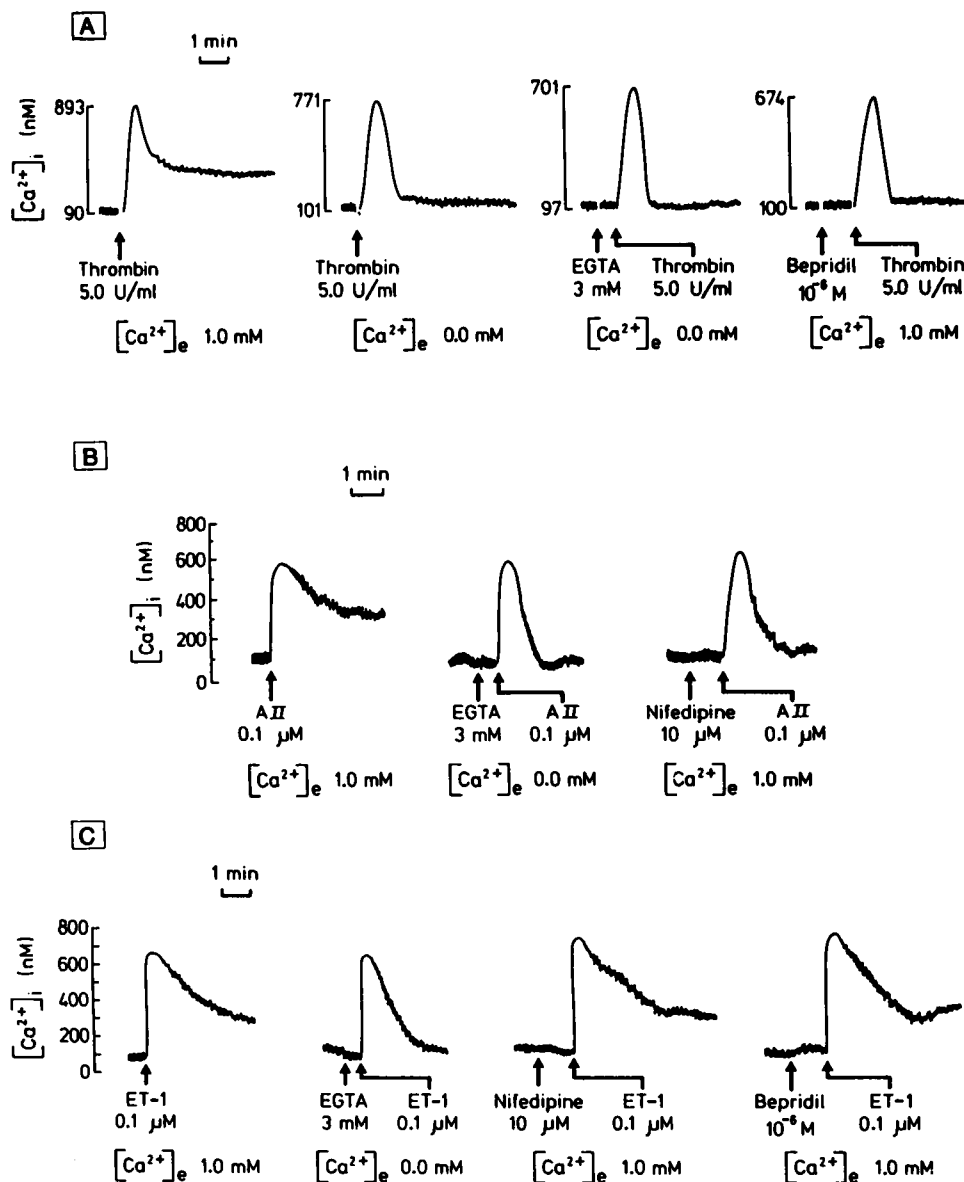 A
1 min
[Ca²⁺]i (nM)
893
90
771
101
701
97
674
100
Thrombin
5.0 U/ml
Thrombin
5.0 U/ml
EGTA
3 mM
Thrombin
5.0 U/ml
Bepridil
10⁻⁶ M
Thrombin
5.0 U/ml
[Ca²⁺]e 1.0 mM
[Ca²⁺]e 0.0 mM
[Ca²⁺]e 0.0 mM
[Ca²⁺]e 1.0 mM
B
1 min
[Ca²⁺]i (nM)
800
600
400
200
0
A II
0.1 μM
EGTA
3 mM
A II
0.1 μM
Nifedipine
10 μM
A II
0.1 μM
[Ca²⁺]e 1.0 mM
[Ca²⁺]e 0.0 mM
[Ca²⁺]e 1.0 mM
C
1 min
[Ca²⁺]i (nM)
800
600
400
200
0
ET-1
0.1 μM
EGTA
3 mM
ET-1
0.1 μM
Nifedipine
10 μM
ET-1
0.1 μM
Bepridil
10⁻⁶ M
ET-1
0.1 μM
[Ca²⁺]e 1.0 mM
[Ca²⁺]e 0.0 mM
[Ca²⁺]e 1.0 mM
[Ca²⁺]e 1.0 mM